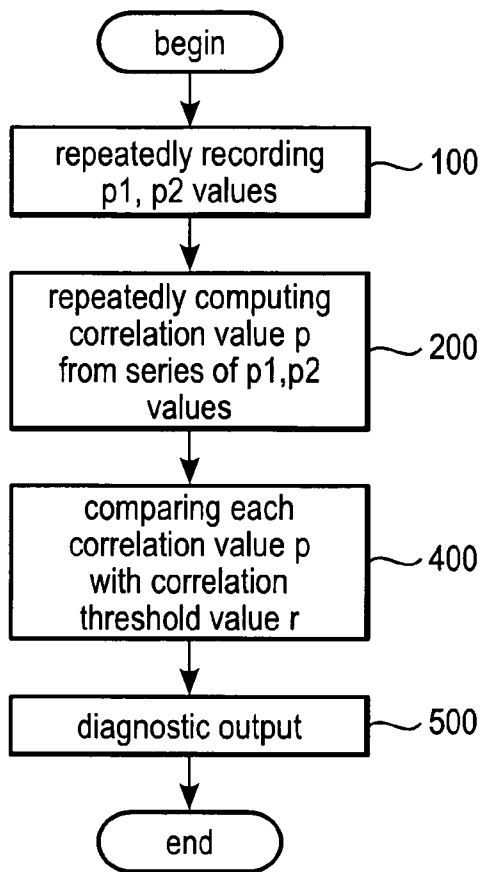 begin
repeatedly recording
p1, p2 values
100
repeatedly computing
correlation value p
from series of p1,p2
values
200
comparing each
correlation value p
with correlation
threshold value r
400
diagnostic output
500
end